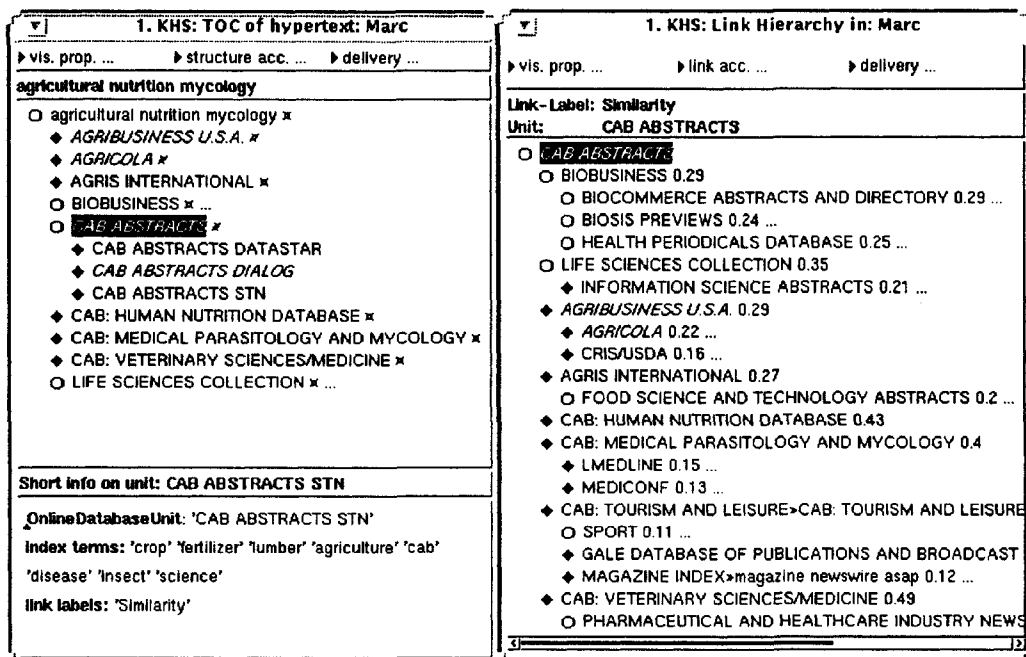 1. KHS: TOC of hypertext: Marc
vis. prop. ... structure acc. ... delivery ...
agricultural nutrition mycology
agricultural nutrition mycology ¤
AGRIBUSINESS U.S.A. ¤
AGRICOLA ¤
AGRIS INTERNATIONAL ¤
BIOBUSINESS ¤ ...
CAB ABSTRACTS ¤
CAB ABSTRACTS DATASTAR
CAB ABSTRACTS DIALOG
CAB ABSTRACTS STN
CAB: HUMAN NUTRITION DATABASE ¤
CAB: MEDICAL PARASITOLOGY AND MYCOLOGY ¤
CAB: VETERINARY SCIENCES/MEDICINE ¤
LIFE SCIENCES COLLECTION ¤ ...
Short info on unit: CAB ABSTRACTS STN
OnlineDatabaseUnit: 'CAB ABSTRACTS STN'
index terms: 'crop' 'fertilizer' 'lumber' 'agriculture' 'cab'
'disease' 'insect' 'science'
link labels: 'Similarity'
1. KHS: Link Hierarchy in: Marc
vis. prop. ... link acc. ... delivery ...
Link-Label: Similarity
Unit: CAB ABSTRACTS
CAB ABSTRACTS
BIOBUSINESS 0.29
BIOCOMMERCE ABSTRACTS AND DIRECTORY 0.29 ...
BIOSIS PREVIEWS 0.24 ...
HEALTH PERIODICALS DATABASE 0.25 ...
LIFE SCIENCES COLLECTION 0.35
INFORMATION SCIENCE ABSTRACTS 0.21 ...
AGRIBUSINESS U.S.A. 0.29
AGRICOLA 0.22 ...
CRIS/USDA 0.16 ...
AGRIS INTERNATIONAL 0.27
FOOD SCIENCE AND TECHNOLOGY ABSTRACTS 0.2 ...
CAB: HUMAN NUTRITION DATABASE 0.43
CAB: MEDICAL PARASITOLOGY AND MYCOLOGY 0.4
LMEDLINE 0.15 ...
MEDICONF 0.13 ...
CAB: TOURISM AND LEISURE>CAB: TOURISM AND LEISURE
SPORT 0.11 ...
GALE DATABASE OF PUBLICATIONS AND BROADCAST
MAGAZINE INDEX>magazine newswire asap 0.12 ...
CAB: VETERINARY SCIENCES/MEDICINE 0.49
PHARMACEUTICAL AND HEALTHCARE INDUSTRY NEWS